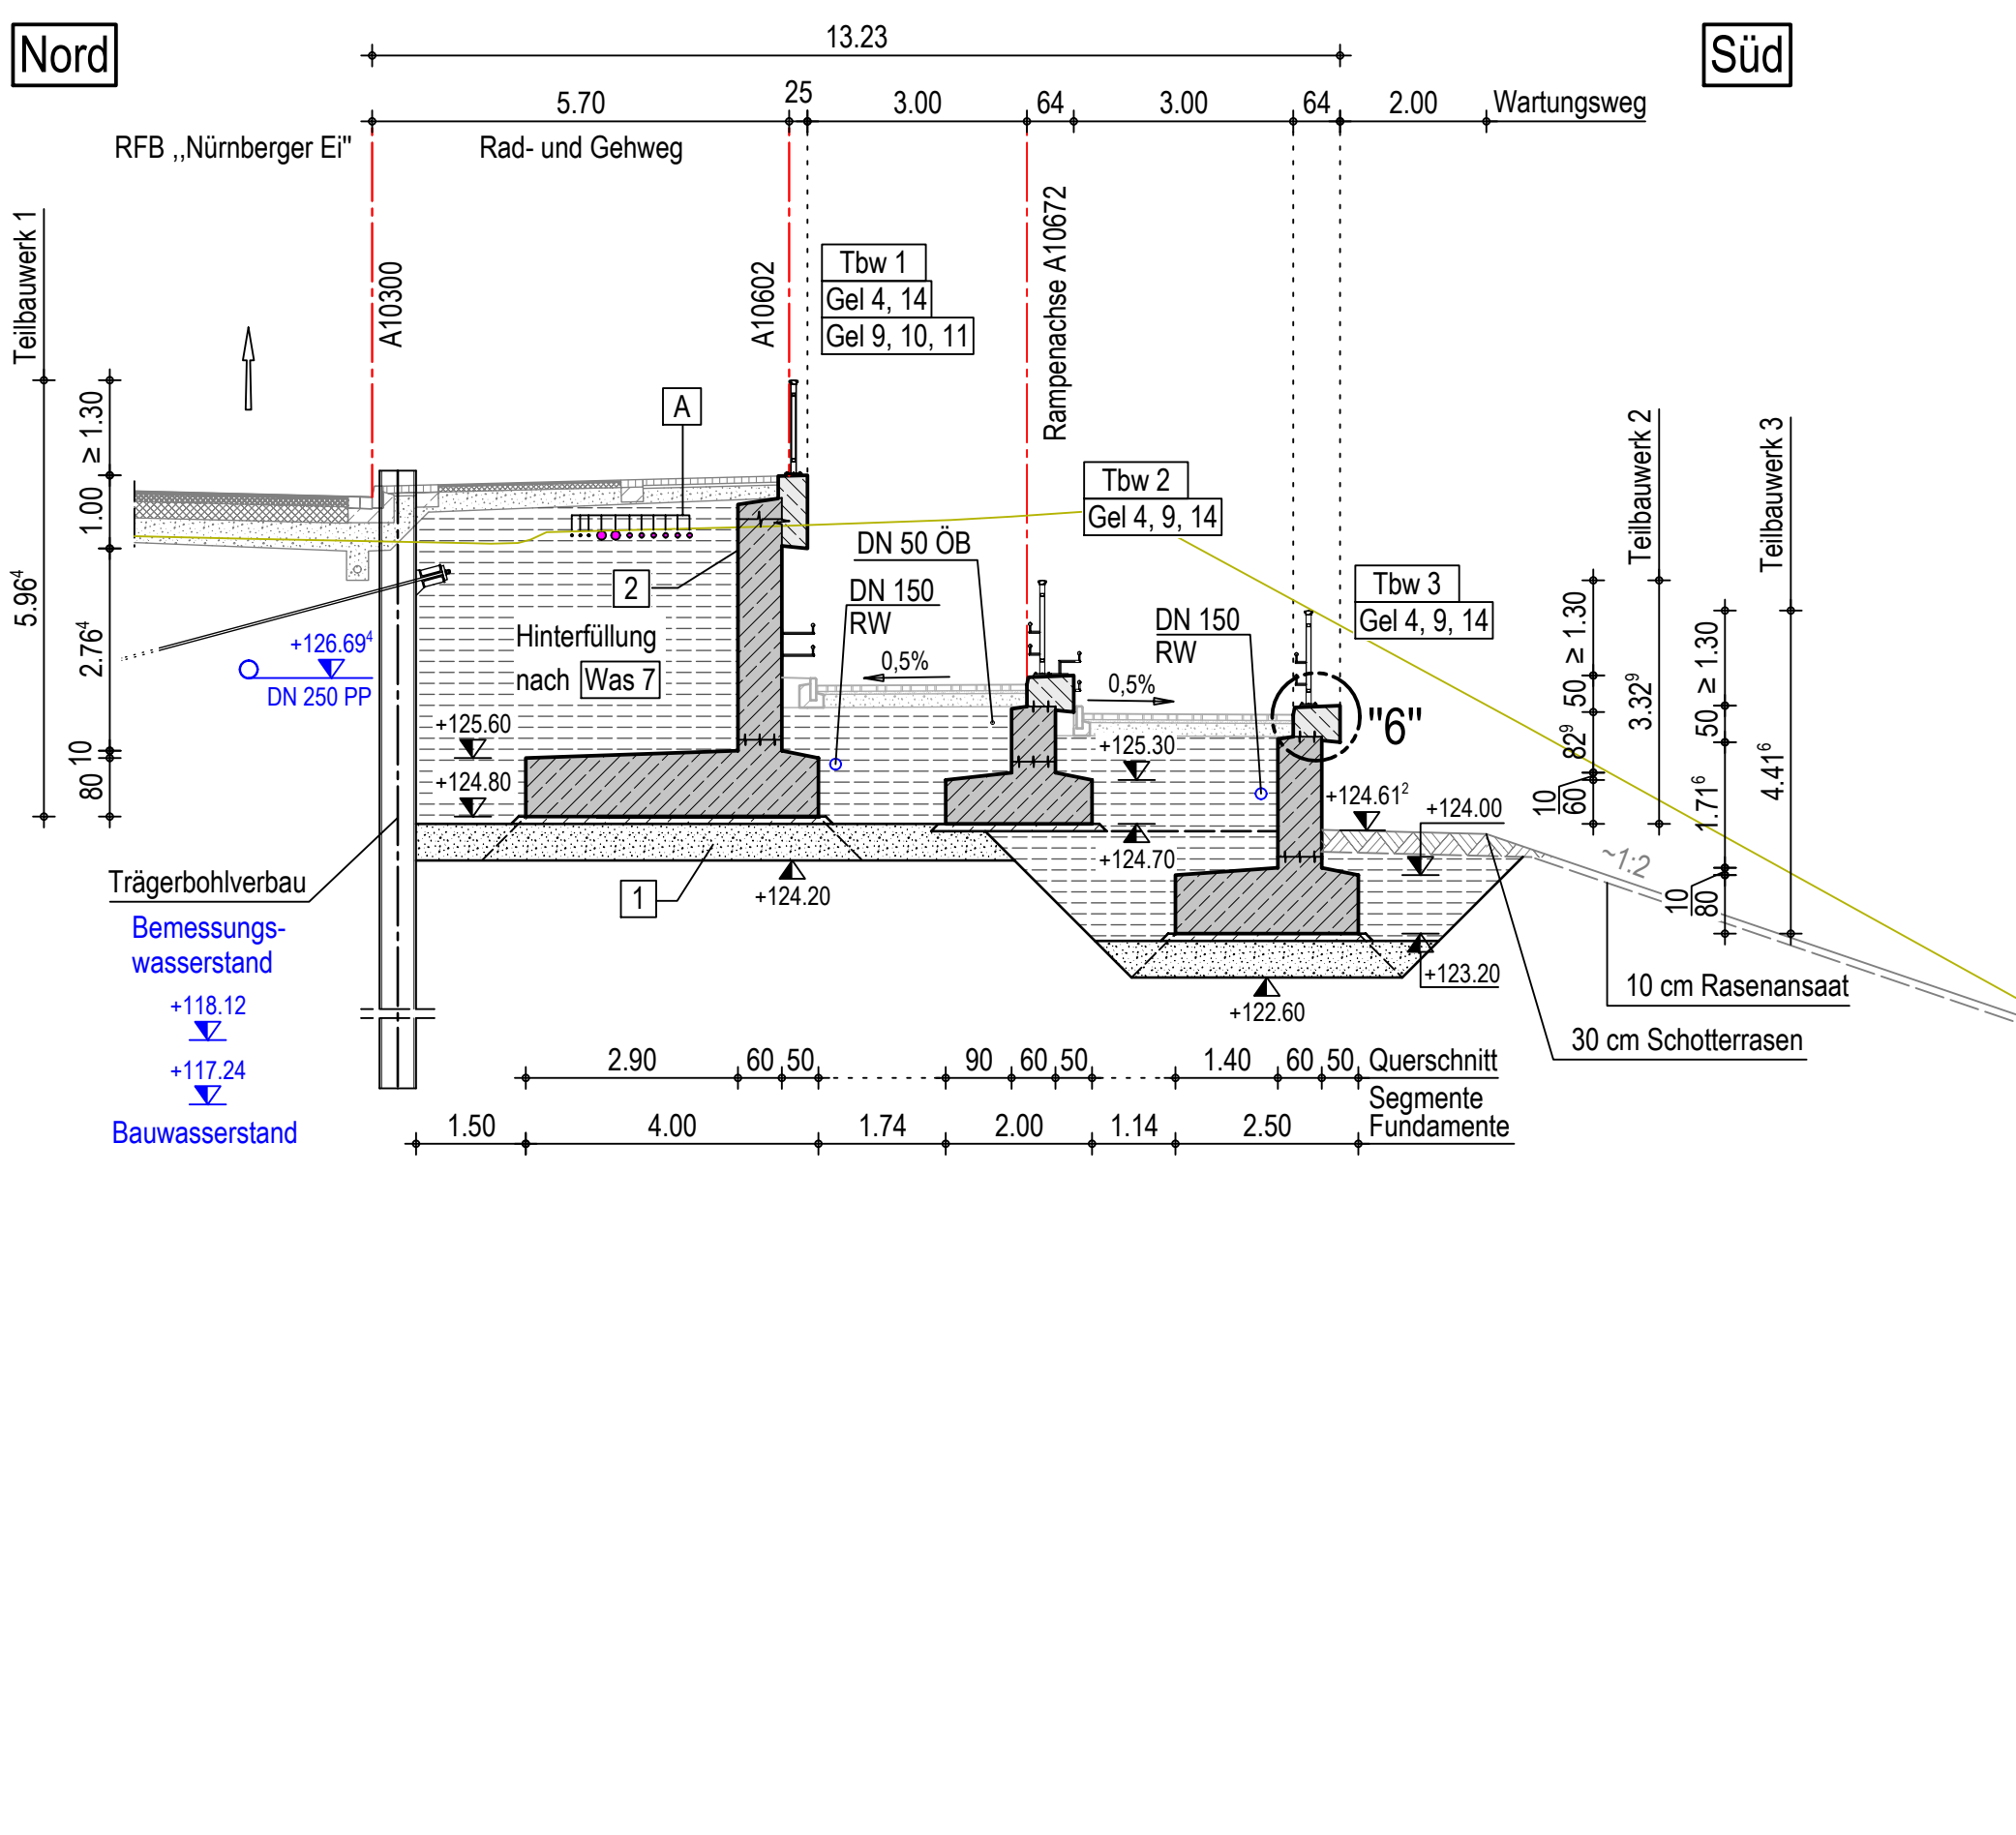 Nord
Süd
13.23
5.70
25
3.00
64
3.00
64
2.00
Wartungsweg
RFB ,,Nürnberger Ei"
Rad- und Gehweg
Teilbauwerk 1
A10300
A10602
Rampenachse A10672
Tbw 1
Gel 4, 14
Gel 9, 10, 11
A
Tbw 2
Gel 4, 9, 14
Tbw 3
Gel 4, 9, 14
Teilbauwerk 2
Teilbauwerk 3
5.96⁴
≥ 1.30
1.00
2.76⁴
10
80
2
Hinterfüllung
nach Was 7
DN 50 ÖB
DN 150
RW
DN 150
RW
0,5%
0,5%
"6"
+126.69⁴
DN 250 PP
+125.60
+124.80
+125.30
+124.70
+124.61²
+124.00
+124.20
+123.20
+122.60
1
≥ 1.30
50
82⁹
10
60
3.32⁹
≥ 1.30
50
1.71⁶
10
80
4.41⁶
~1:2
Trägerbohlverbau
Bemessungs-
wasserstand
+118.12
+117.24
Bauwasserstand
10 cm Rasenansaat
30 cm Schotterrasen
2.90
60
50
90
60
50
1.40
60
50
Querschnitt
Segmente
Fundamente
1.50
4.00
1.74
2.00
1.14
2.50